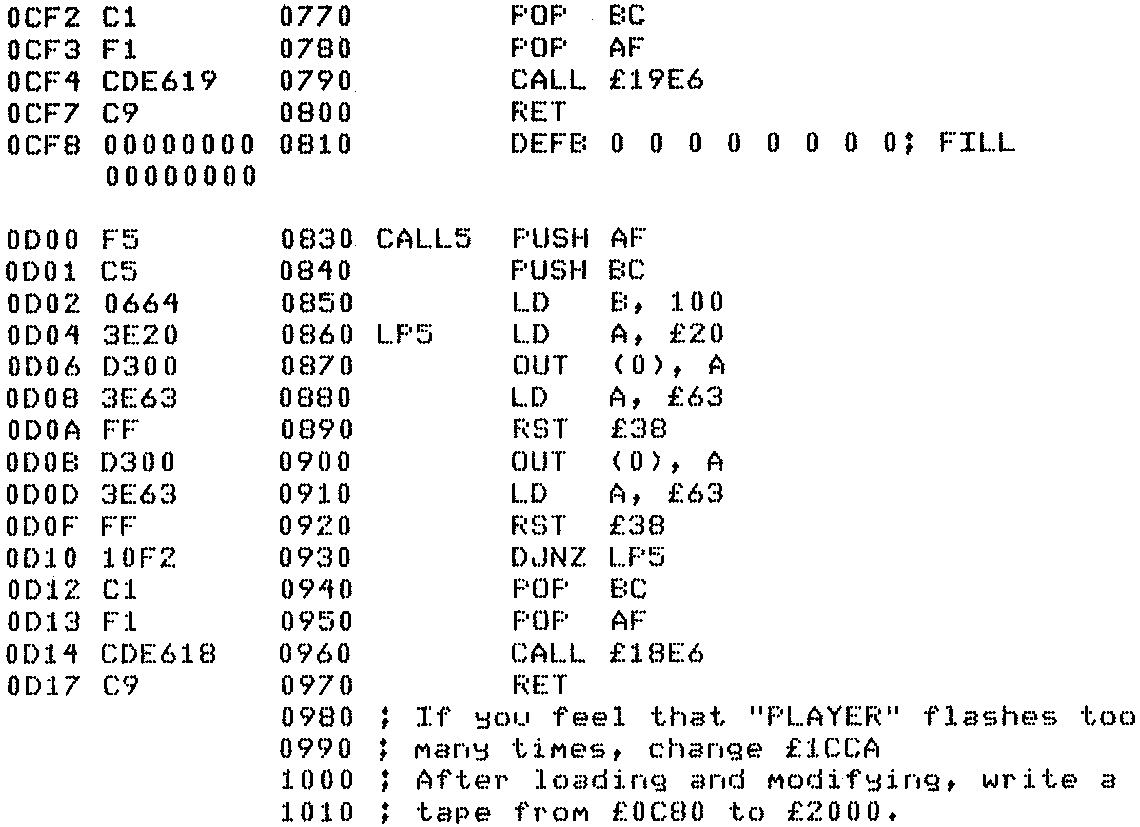 0CF2 C1 0770 POP BC
0CF3 F1 0780 POP AF
0CF4 CDE619 0790 CALL £19E6
0CF7 C9 0800 RET
0CF8 00000000 0810 DEFB 0 0 0 0 0 0 0 0; FILL
00000000
0D00 F5 0830 CALL5 PUSH AF
0D01 C5 0840 PUSH BC
0D02 0664 0850 LD B, 100
0D04 3E20 0860 LP5 LD A, £20
0D06 D300 0870 OUT (0), A
0D08 3E63 0880 LD A, £63
0D0A FF 0890 RST £38
0D0B D300 0900 OUT (0), A
0D0D 3E63 0910 LD A, £63
0D0F FF 0920 RST £38
0D10 10F2 0930 DJNZ LP5
0D12 C1 0940 POP BC
0D13 F1 0950 POP AF
0D14 CDE618 0960 CALL £18E6
0D17 C9 0970 RET
0980 ; If you feel that "PLAYER" flashes too
0990 ; many times, change £1CCA
1000 ; After loading and modifying, write a
1010 ; tape from £0C80 to £2000.